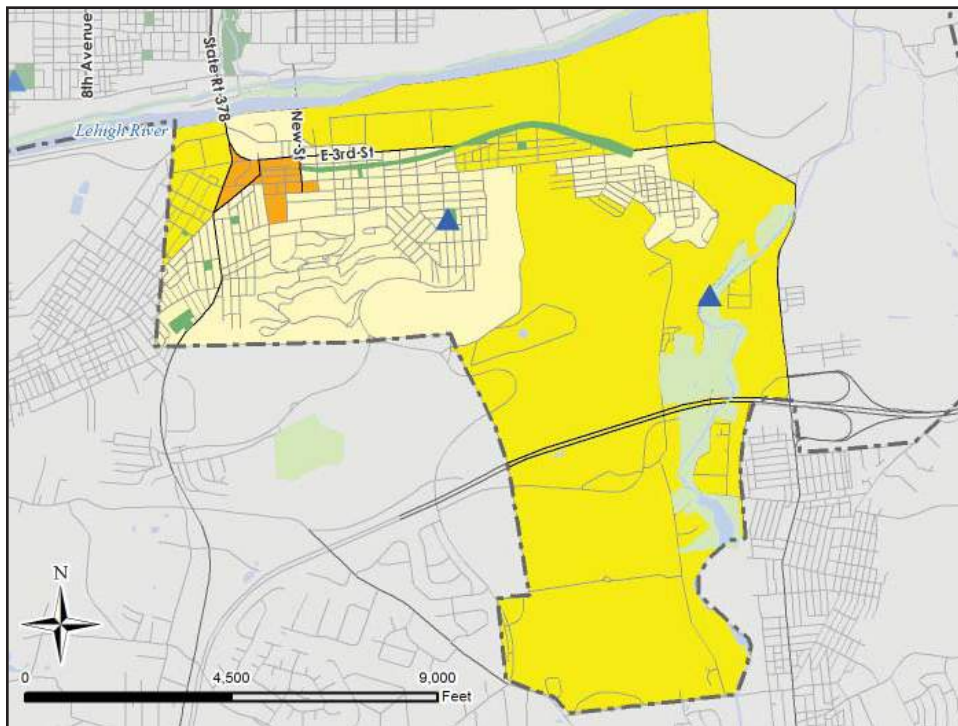 8th Avenue
State Rt 378
Lehigh River
New St
E 3rd St
N
0 4,500 9,000
Feet